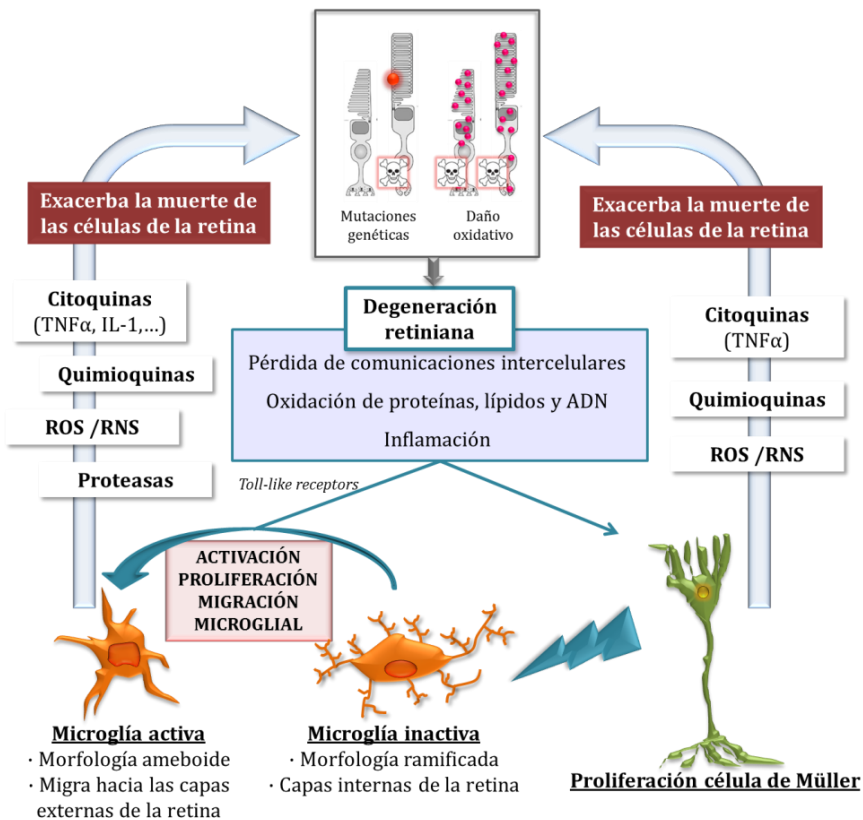 Mutaciones
genéticas
Daño
oxidativo
Exacerba la muerte de
las células de la retina
Exacerba la muerte de
las células de la retina
Citoquinas
(TNFα, IL-1,...)
Quimioquinas
ROS /RNS
Proteasas
Degeneración
retiniana
Pérdida de comunicaciones intercelulares
Oxidación de proteínas, lípidos y ADN
Inflamación
Citoquinas
(TNFα)
Quimioquinas
ROS /RNS
Toll-like receptors
ACTIVACIÓN
PROLIFERACIÓN
MIGRACIÓN
MICROGLIAL
Microglía activa
· Morfología ameboide
· Migra hacia las capas
externas de la retina
Microglía inactiva
· Morfología ramificada
· Capas internas de la retina
Proliferación célula de Müller